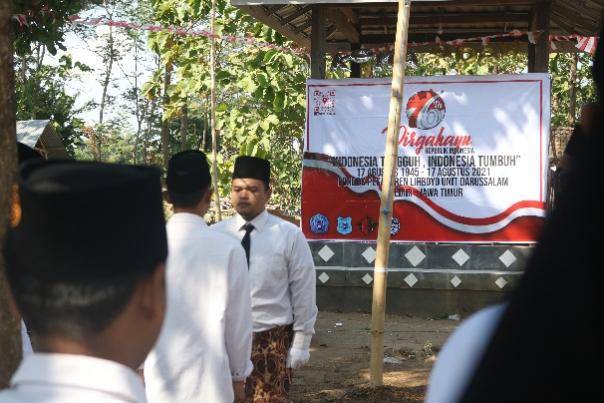 Dirgahayu
REPUBLIK INDONESIA
"INDONESIA TANGGUH, INDONESIA TUMBUH"
17 AGUSTUS 1945 - 17 AGUSTUS 2021
LIRBOYO UNIT DARUSSALAM
JAWA TIMUR